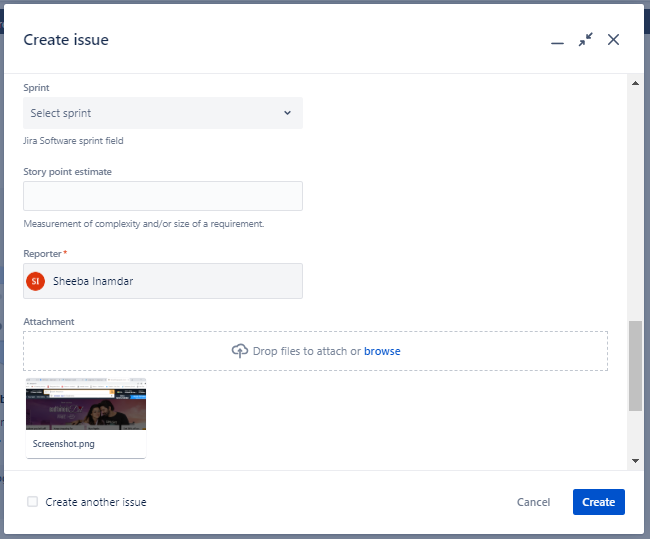 Create issue
Sprint
Select sprint
Jira Software sprint field
Story point estimate
Measurement of complexity and/or size of a requirement.
Reporter*
SI Sheeba Inamdar
Attachment
Drop files to attach or browse
Screenshot.png
Create another issue
Cancel
Create